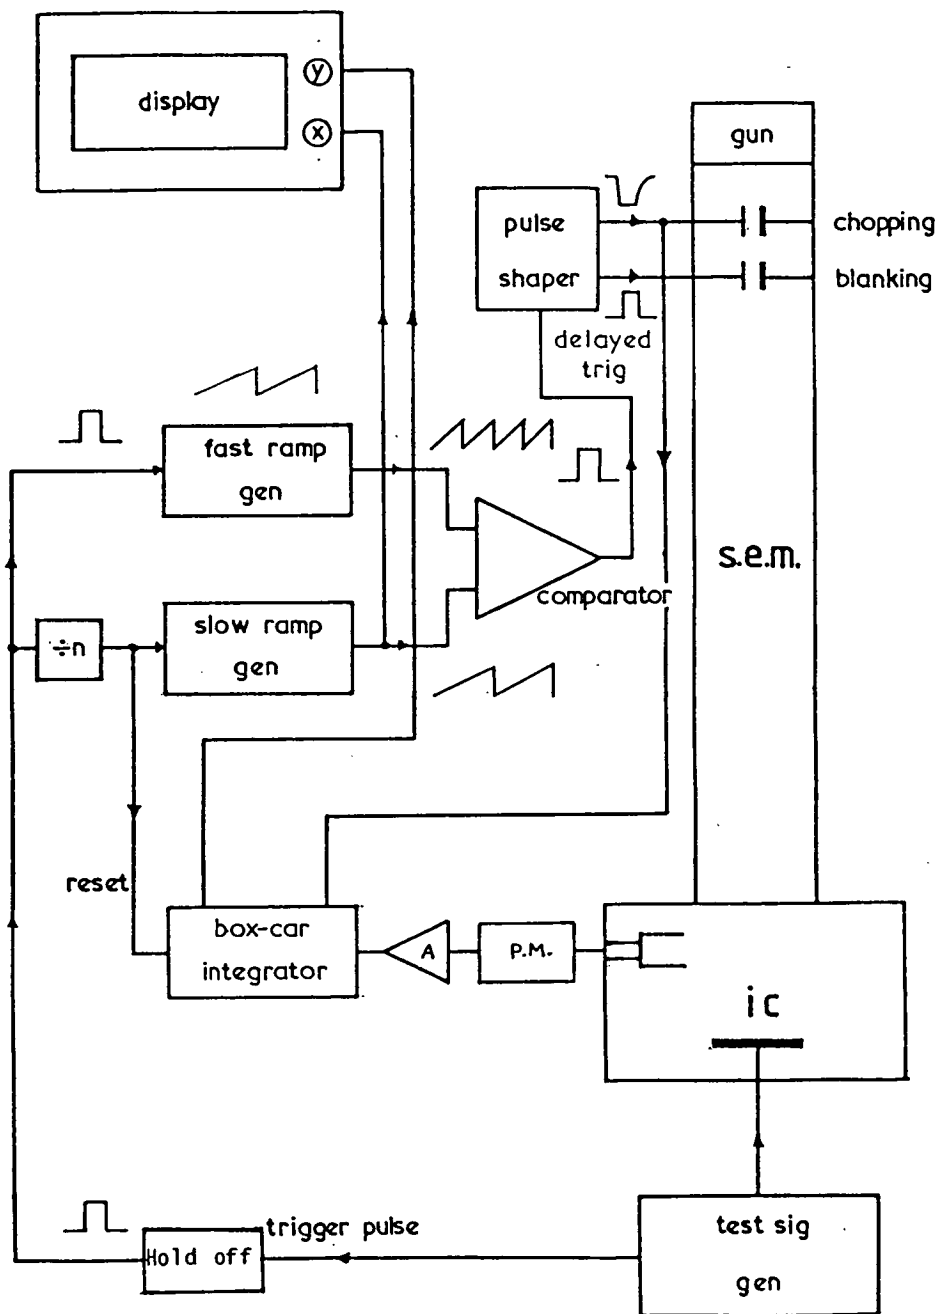 display
y
x
gun
pulse
shaper
chopping
blanking
delayed
trig
fast ramp
gen
s.e.m.
comparator
÷n
slow ramp
gen
reset
box-car
integrator
A
P.M.
ic
trigger pulse
Hold off
test sig
gen